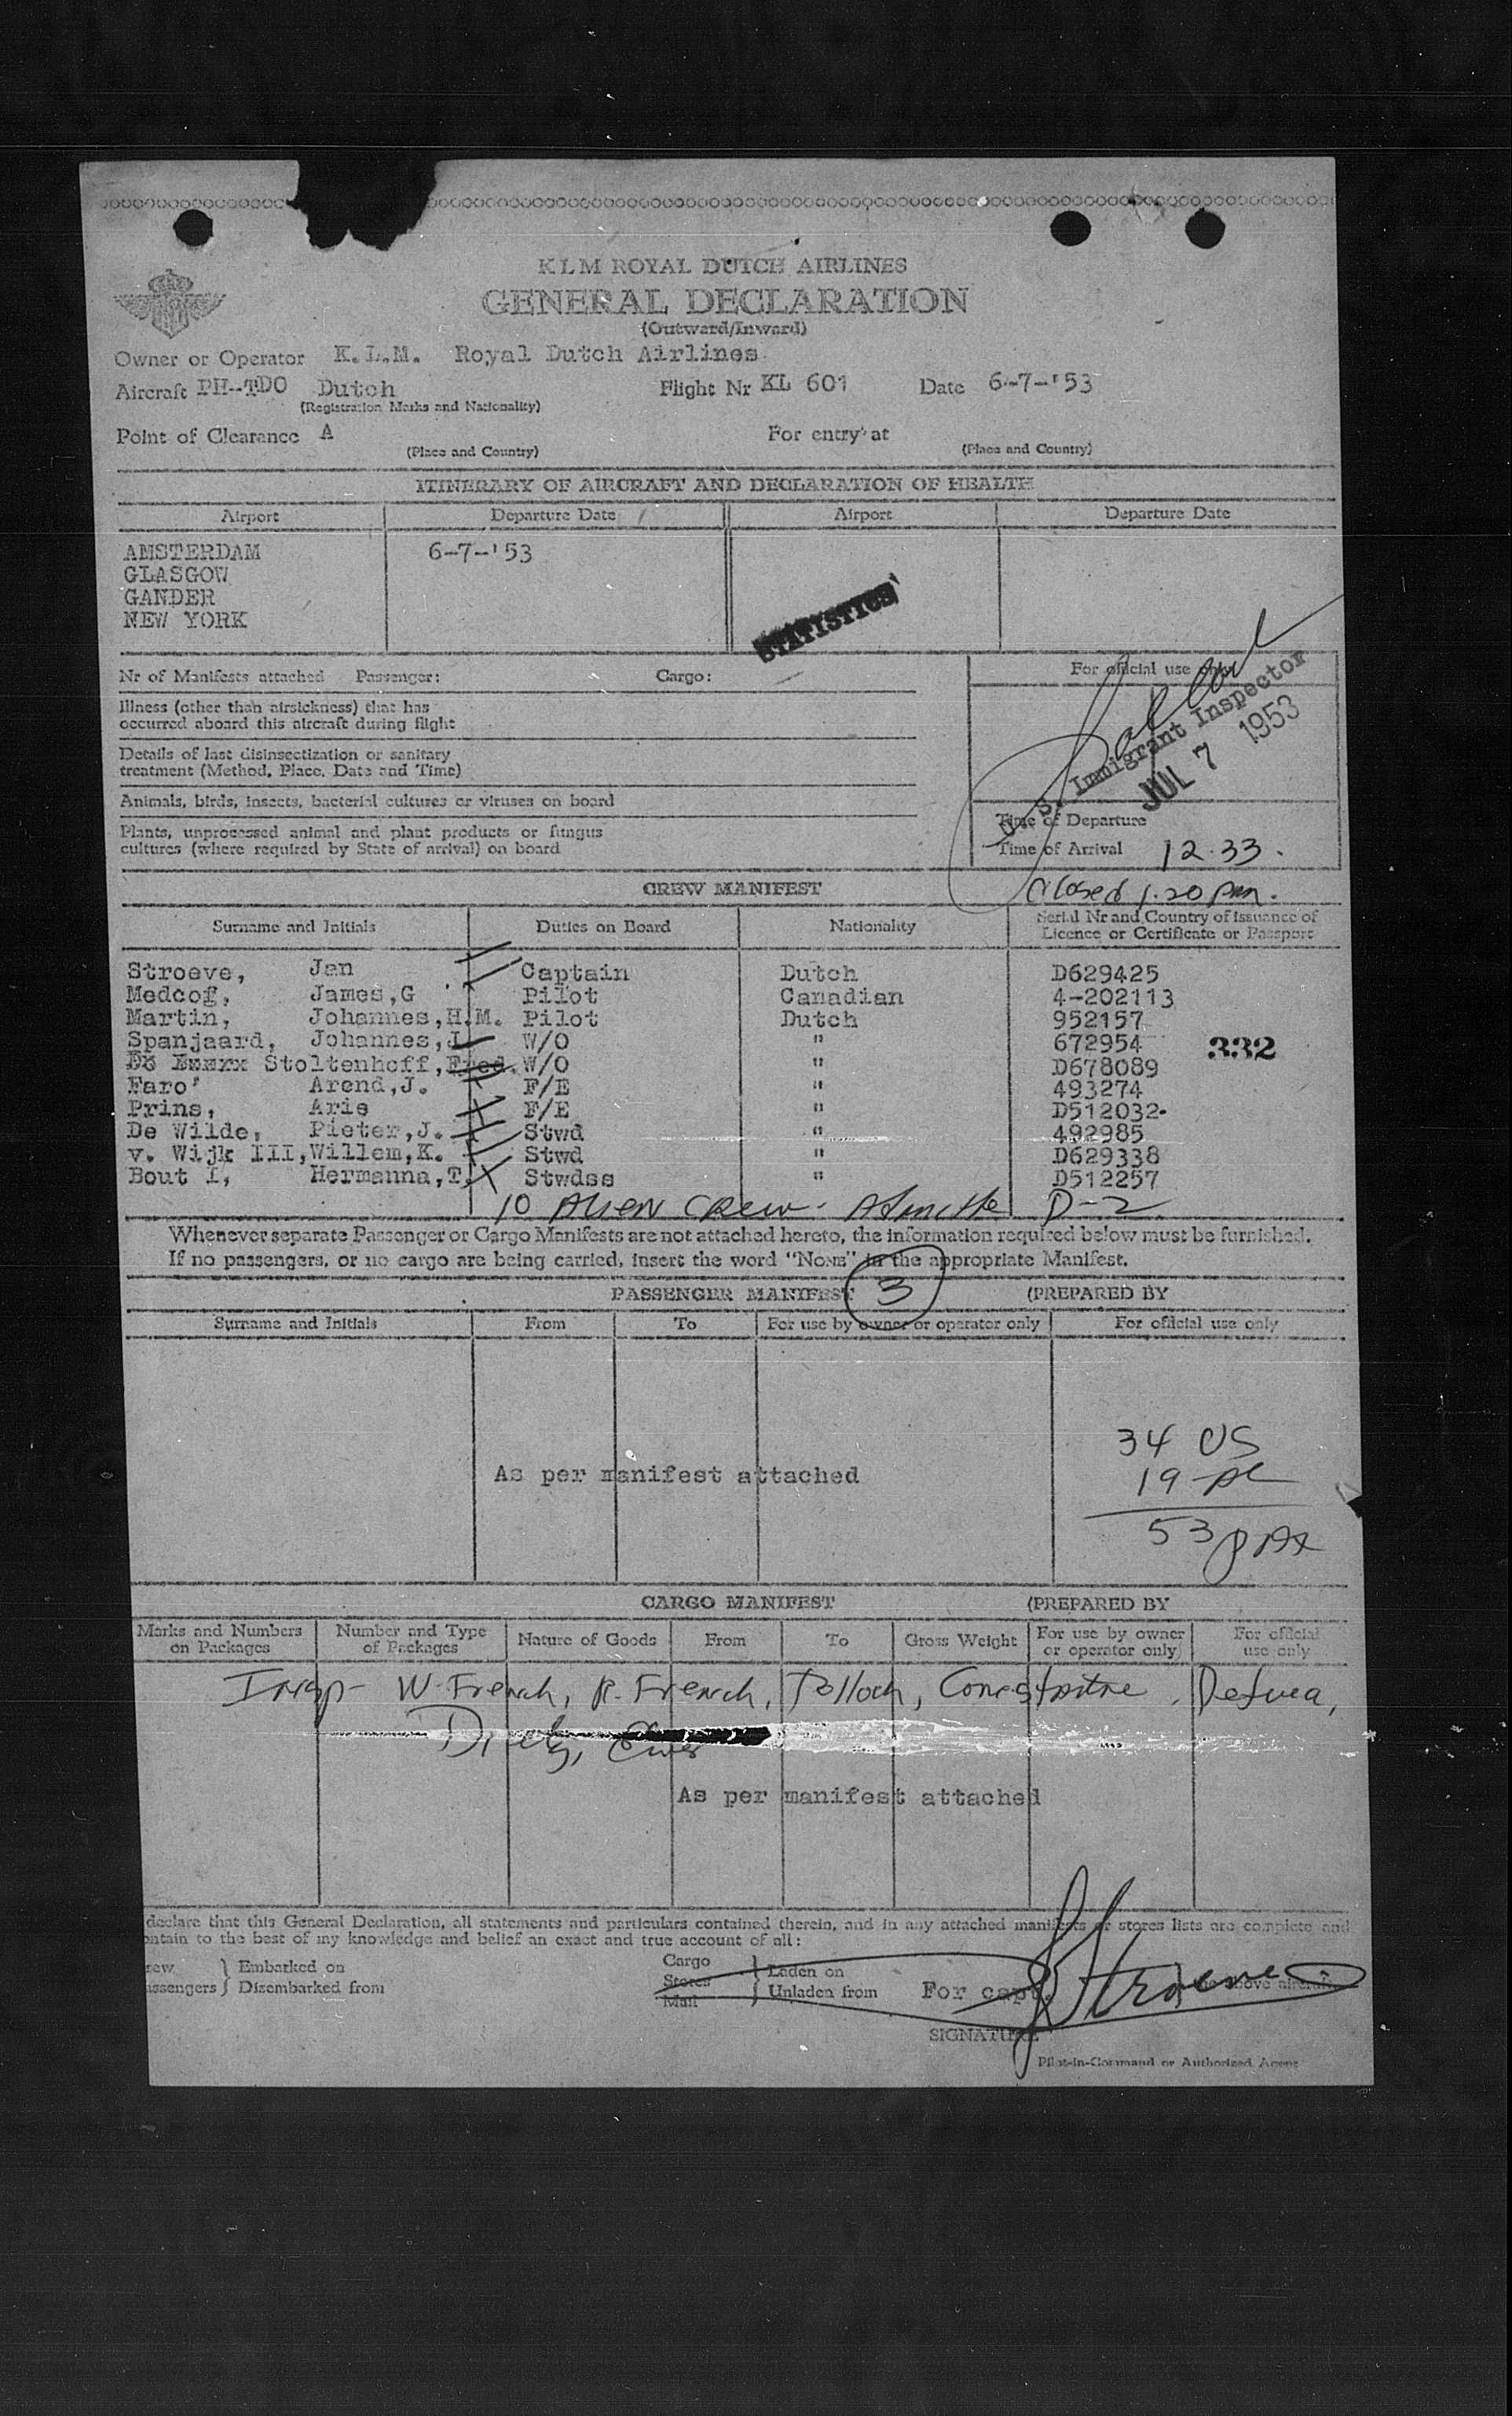 KLM ROYAL DUTCH AIRLINES
GENERAL DECLARATION
(Outward/Inward)
Owner or Operator K.L.M. Royal Dutch Airlines
Aircraft PH-TDO Dutch Flight Nr KL 601 Date 6-7-'53
(Registration Marks and Nationality)
Point of Clearance A For entry at
(Place and Country) (Place and Country)
ITINERARY OF AIRCRAFT AND DECLARATION OF HEALTH
Airport Departure Date Airport Departure Date
AMSTERDAM 6-7-'53
GLASGOW
GANDER
NEW YORK
STATISTICS
Nr of Manifests attached Passenger: Cargo:
For official use only
Illness (other than airsickness) that has
occurred aboard this aircraft during flight
U. S. Immigrant Inspector
JUL 7 1953
Details of last disinsectization or sanitary
treatment (Method, Place, Date and Time)
Animals, birds, insects, bacterial cultures or viruses on board
Plants, unprocessed animal and plant products or fungus
cultures (where required by State of arrival) on board
Time of Departure
Time of Arrival 12.33.
CREW MANIFEST Closed 1.20 pm.
Surname and Initials Duties on Board Nationality Serial Nr and Country of issuance of
Licence or Certificate or Passport
Stroeve, Jan Captain Dutch D629425
Medcof, James,G Pilot Canadian 4-202113
Martin, Johannes,H.M. Pilot Dutch 952157
Spanjaard, Johannes,J. W/O " 672954
332
Stoltenhoff,Fred. W/O " D678089
Faro' Arend,J. F/E " 493274
Prins, Arie F/E " D512032
De Wilde, Pieter,J. Stwd " 492985
v. Wijk III,Willem,K. Stwd " D629338
Bout I, Hermanna,T. Stwdss " D512257
10 Alien Crew. D-2
Whenever separate Passenger or Cargo Manifests are not attached hereto, the information required below must be furnished.
If no passengers, or no cargo are being carried, insert the word "None" in the appropriate Manifest.
PASSENGER MANIFEST 3 (PREPARED BY
Surname and Initials From To For use by owner or operator only For official use only
34 US
As per manifest attached
19
53 pax
CARGO MANIFEST (PREPARED BY
Marks and Numbers on Packages Number and Type of Packages Nature of Goods From To Gross Weight For use by owner or operator only) For official use only
Insp- W. French, R. French,
As per manifest attached
declare that this General Declaration, all statements and particulars contained therein, and in any attached manifests or stores lists are complete and
ntain to the best of my knowledge and belief an exact and true account of all:
rew Embarked on Cargo Laden on
ssengers Disembarked from Stores Unladen from For capt. J Stroeve the above aircraft
Mail
SIGNATURE
Pilot-in-Command or Authorized Agent